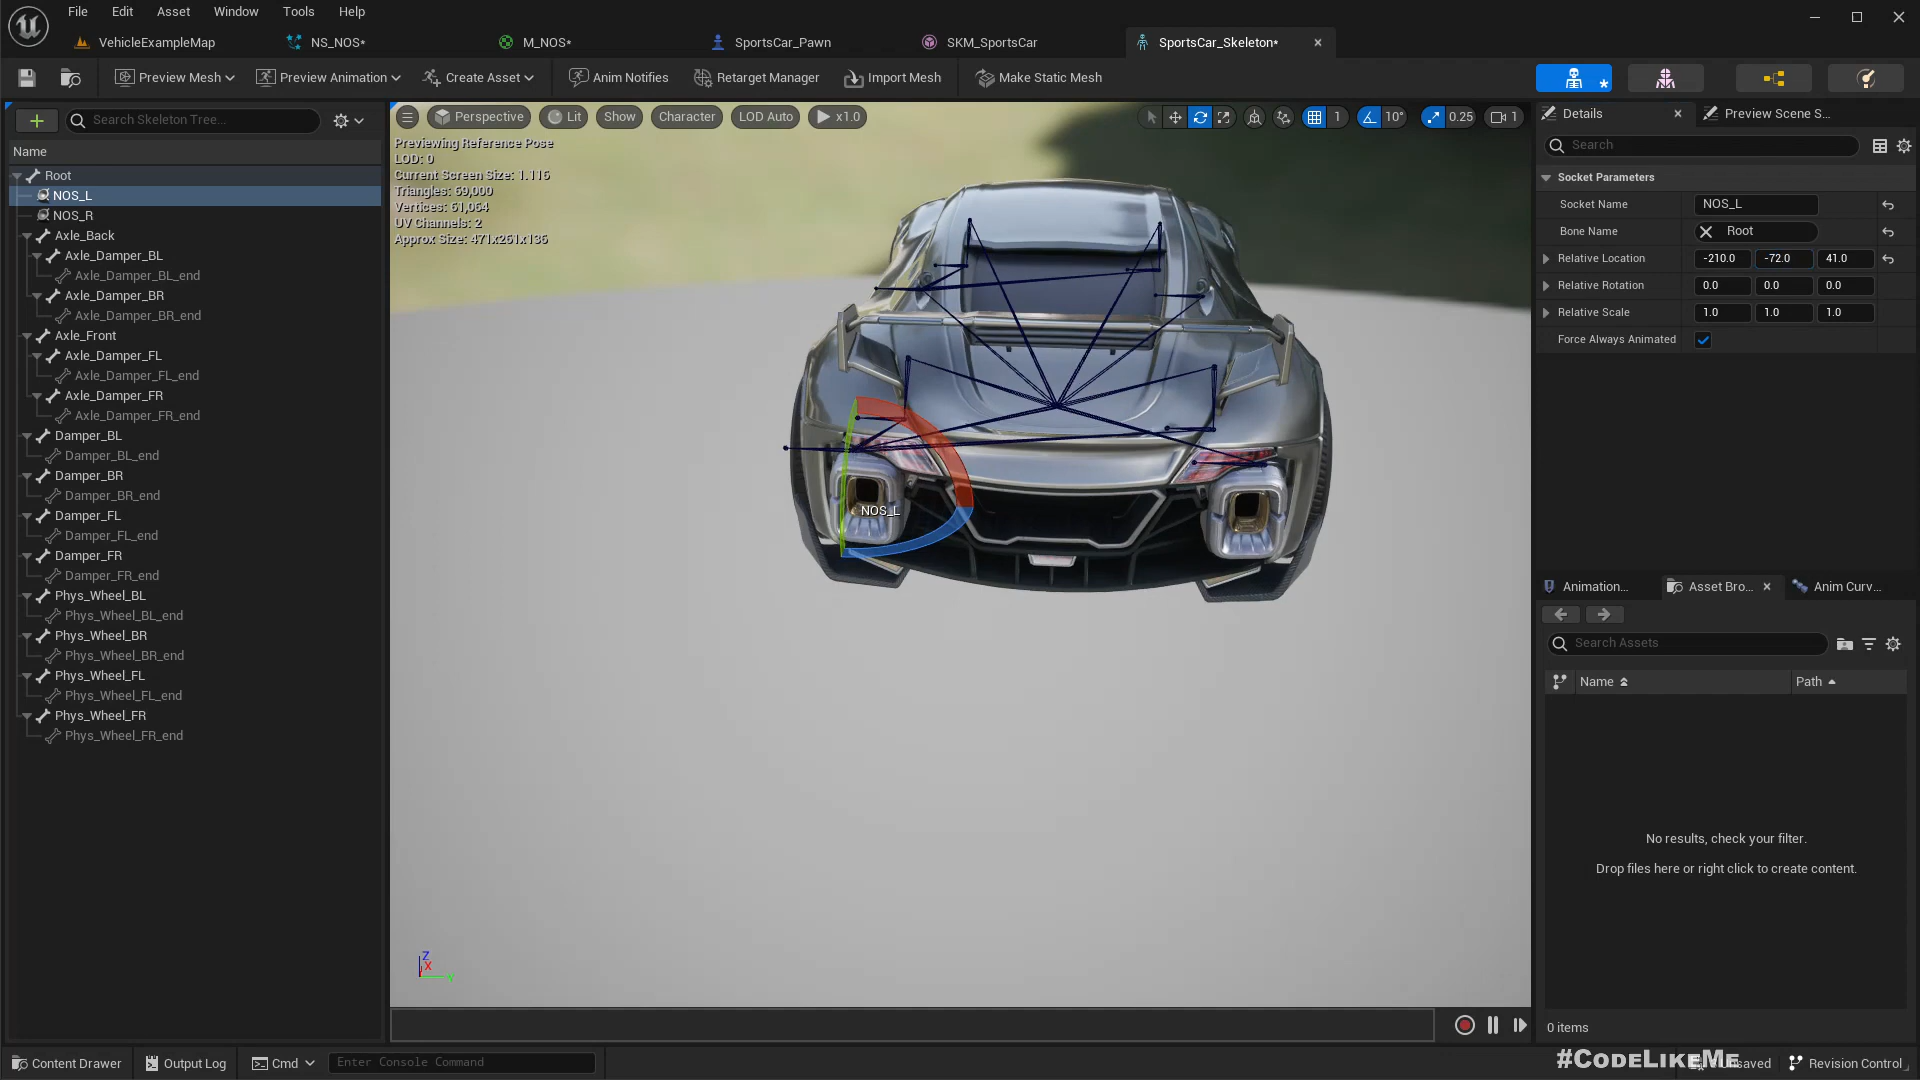 File Edit Asset Window Tools Help
VehicleExampleMap NS_NOS* M_NOS* SportsCar_Pawn SKM_SportsCar SportsCar_Skeleton*
Preview Mesh Preview Animation Create Asset Anim Notifies Retarget Manager Import Mesh Make Static Mesh
Search Skeleton Tree...
Name
Root
NOS_L
NOS_R
Axle_Back
Axle_Damper_BL
Axle_Damper_BL_end
Axle_Damper_BR
Axle_Damper_BR_end
Axle_Front
Axle_Damper_FL
Axle_Damper_FL_end
Axle_Damper_FR
Axle_Damper_FR_end
Damper_BL
Damper_BL_end
Damper_BR
Damper_BR_end
Damper_FL
Damper_FL_end
Damper_FR
Damper_FR_end
Phys_Wheel_BL
Phys_Wheel_BL_end
Phys_Wheel_BR
Phys_Wheel_BR_end
Phys_Wheel_FL
Phys_Wheel_FL_end
Phys_Wheel_FR
Phys_Wheel_FR_end
Perspective Lit Show Character LOD Auto x1.0 1 10° 0.25 1
Previewing Reference Pose
LOD: 0
Current Screen Size: 1.116
Triangles: 69,000
Vertices: 61,064
UV Channels: 2
Approx Size: 471x261x136
NOS_L
Z
X
Y
Details Preview Scene S...
Search
Socket Parameters
Socket Name NOS_L
Bone Name Root
Relative Location -210.0 -72.0 41.0
Relative Rotation 0.0 0.0 0.0
Relative Scale 1.0 1.0 1.0
Force Always Animated
Animation... Asset Bro... Anim Curv...
Search Assets
Name Path
No results, check your filter.
Drop files here or right click to create content.
0 items
Content Drawer Output Log Cmd Enter Console Command
#CodeLikeMe
Unsaved Revision Control